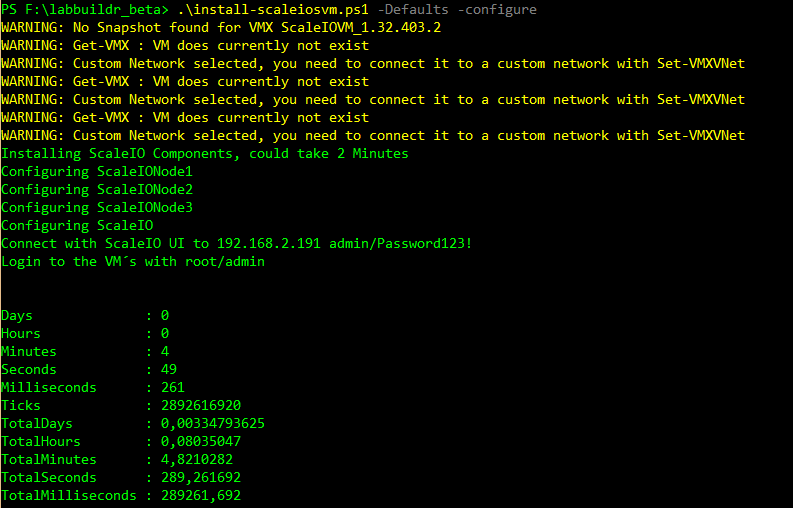 PS F:\labbuildr_beta> .\install-scaleiosvm.ps1 -Defaults -configure
WARNING: No Snapshot found for VMX ScaleIOVM_1.32.403.2
WARNING: Get-VMX : VM does currently not exist
WARNING: Custom Network selected, you need to connect it to a custom network with Set-VMXVNet
WARNING: Get-VMX : VM does currently not exist
WARNING: Custom Network selected, you need to connect it to a custom network with Set-VMXVNet
WARNING: Get-VMX : VM does currently not exist
WARNING: Custom Network selected, you need to connect it to a custom network with Set-VMXVNet
Installing ScaleIO Components, could take 2 Minutes
Configuring ScaleIONode1
Configuring ScaleIONode2
Configuring ScaleIONode3
Configuring ScaleIO
Connect with ScaleIO UI to 192.168.2.191 admin/Password123!
Login to the VM´s with root/admin
Days              : 0
Hours             : 0
Minutes           : 4
Seconds           : 49
Milliseconds      : 261
Ticks             : 2892616920
TotalDays         : 0,00334793625
TotalHours        : 0,08035047
TotalMinutes      : 4,8210282
TotalSeconds      : 289,261692
TotalMilliseconds : 289261,692